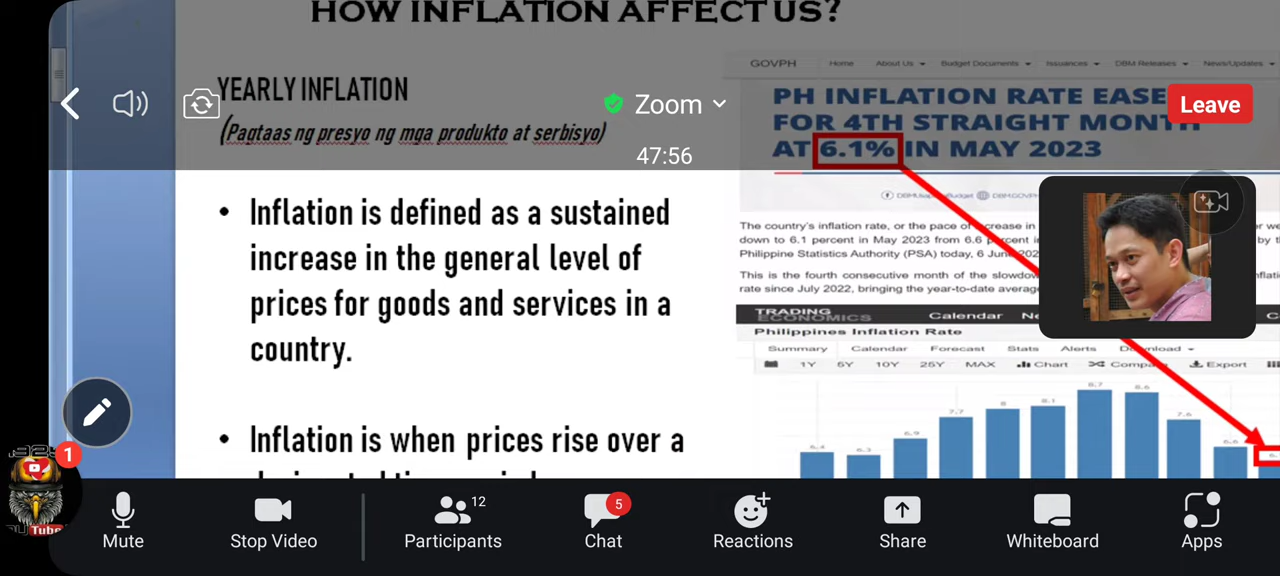 HOW INFLATION AFFECT US?
YEARLY INFLATION
(Pagtaas ng presyo ng mga produkto at serbisyo)
Zoom
47:56
Leave
GOVPH Home About Us Budget Documents Issuances DBM Releases News/Updates
PH INFLATION RATE EASE
FOR 4TH STRAIGHT MONTH
AT 6.1% IN MAY 2023
• Inflation is defined as a sustained
increase in the general level of
prices for goods and services in a
country.
• Inflation is when prices rise over a
The country's inflation rate, or the pace of
down to 6.1 percent in May 2023 from 6.6 percent
Philippine Statistics Authority (PSA) today, 6
This is the fourth consecutive month of the slowdow
rate since July 2022, bringing the year-to-date average
TRADING
ECONOMICS Calendar
Philippines Inflation Rate
Summary Calendar Forecast Stats Alerts
1Y 5Y 10Y 25Y MAX Chart Export
6.4 6.3 6.9 7.7 8 8.1 8.7 8.6 7.6 6.6
1
12
5
Mute Stop Video Participants Chat Reactions Share Whiteboard Apps